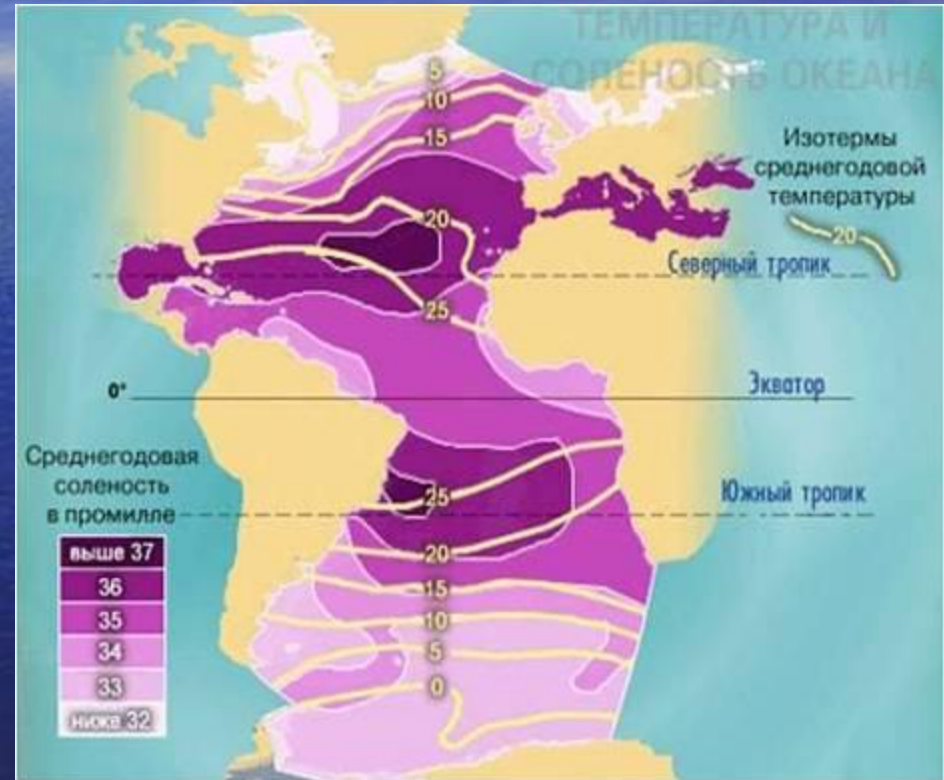 ТЕМПЕРАТУРА И
СОЛЕНОСТЬ ОКЕАНА
5
10
15
Изотермы
среднегодовой
температуры
20
20
Северный тропик
25
0°
Экватор
Среднегодовая
соленость
в промилле
25
Южный тропик
выше 37
36
35
34
33
ниже 32
20
15
10
5
0